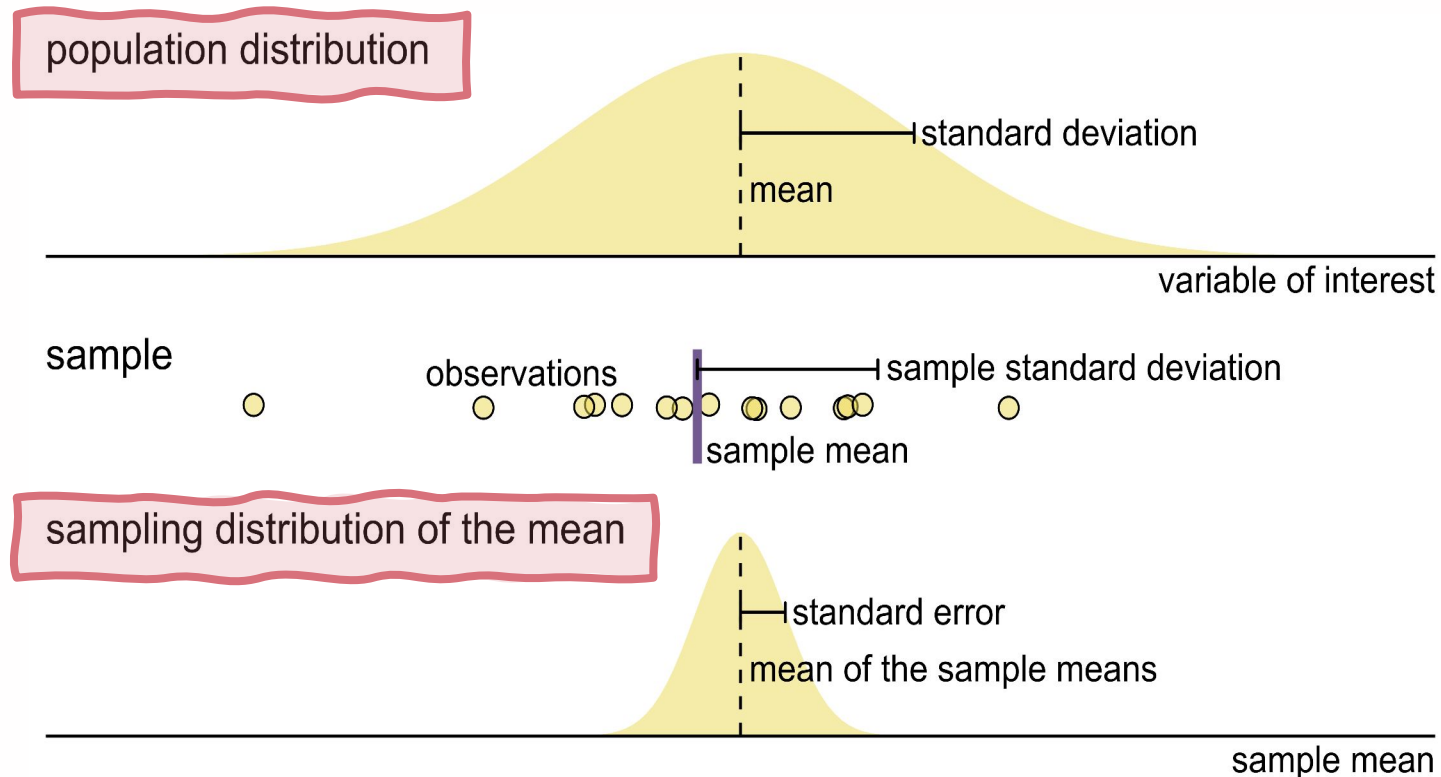 population distribution
standard deviation
mean
variable of interest
sample
observations
sample standard deviation
sample mean
sampling distribution of the mean
standard error
mean of the sample means
sample mean